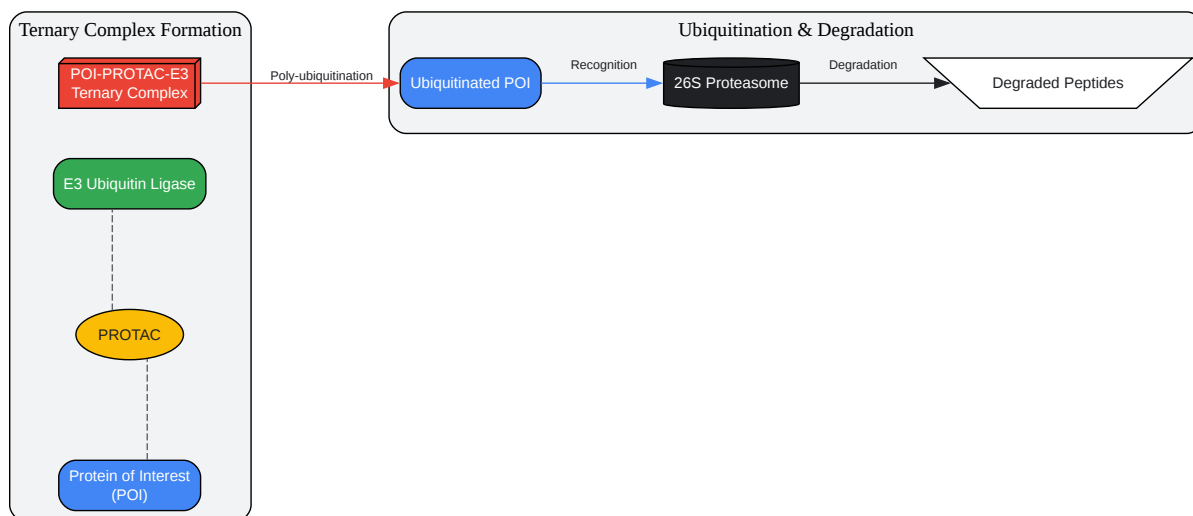 Ternary Complex Formation
POI-PROTAC-E3
Ternary Complex
E3 Ubiquitin Ligase
PROTAC
Protein of Interest
(POI)
Poly-ubiquitination
Ubiquitination & Degradation
Ubiquitinated POI
Recognition
26S Proteasome
Degradation
Degraded Peptides